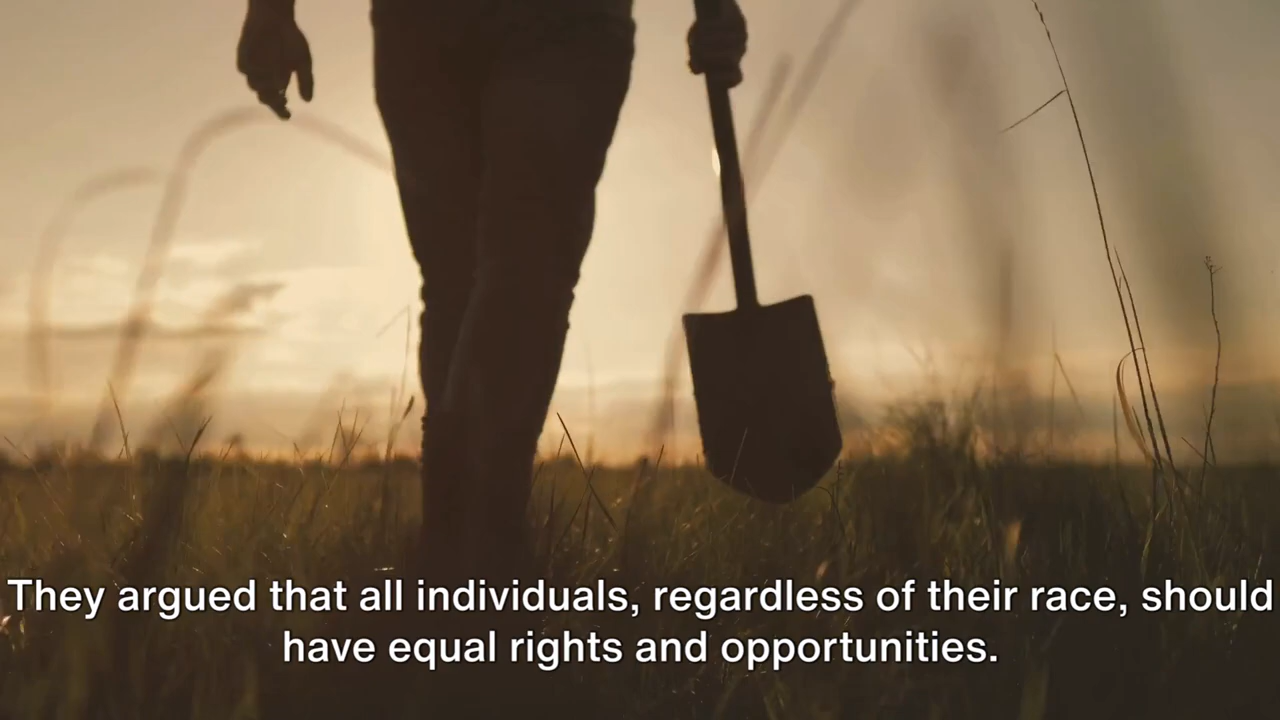 They argued that all individuals, regardless of their race, should
have equal rights and opportunities.